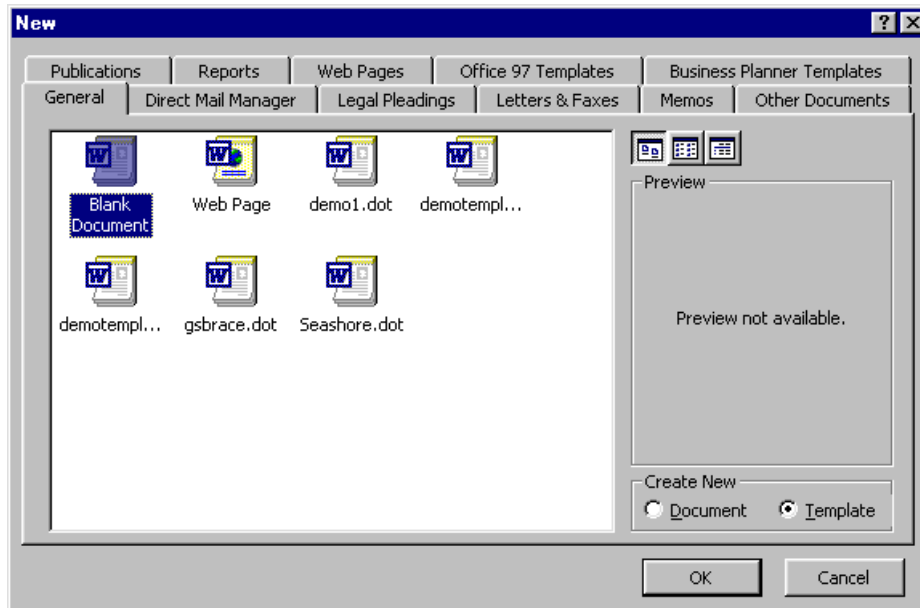 New
Publications
Reports
Web Pages
Office 97 Templates
Business Planner Templates
General
Direct Mail Manager
Legal Pleadings
Letters & Faxes
Memos
Other Documents
Blank
Document
Web Page
demo1.dot
demotempl...
demotempl...
gsbrace.dot
Seashore.dot
Preview
Preview not available.
Create New
Document
Template
OK
Cancel